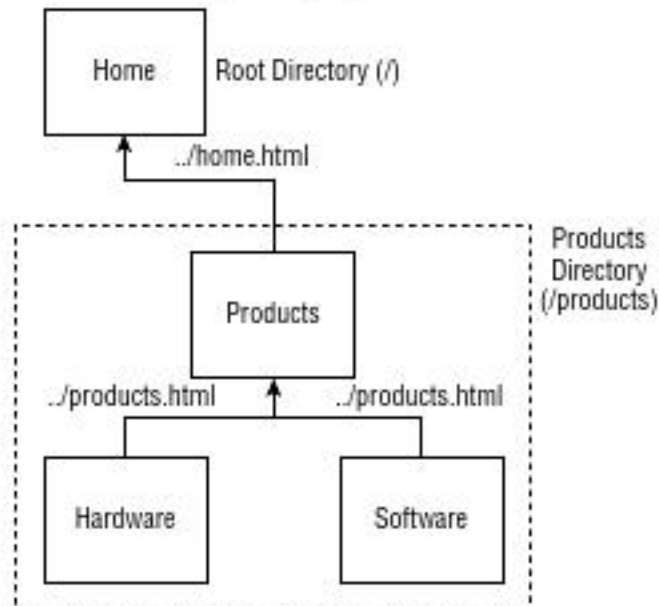 Home
Root Directory (/)
../home.html
Products
Directory
(/products)
Products
../products.html
../products.html
Hardware
Software